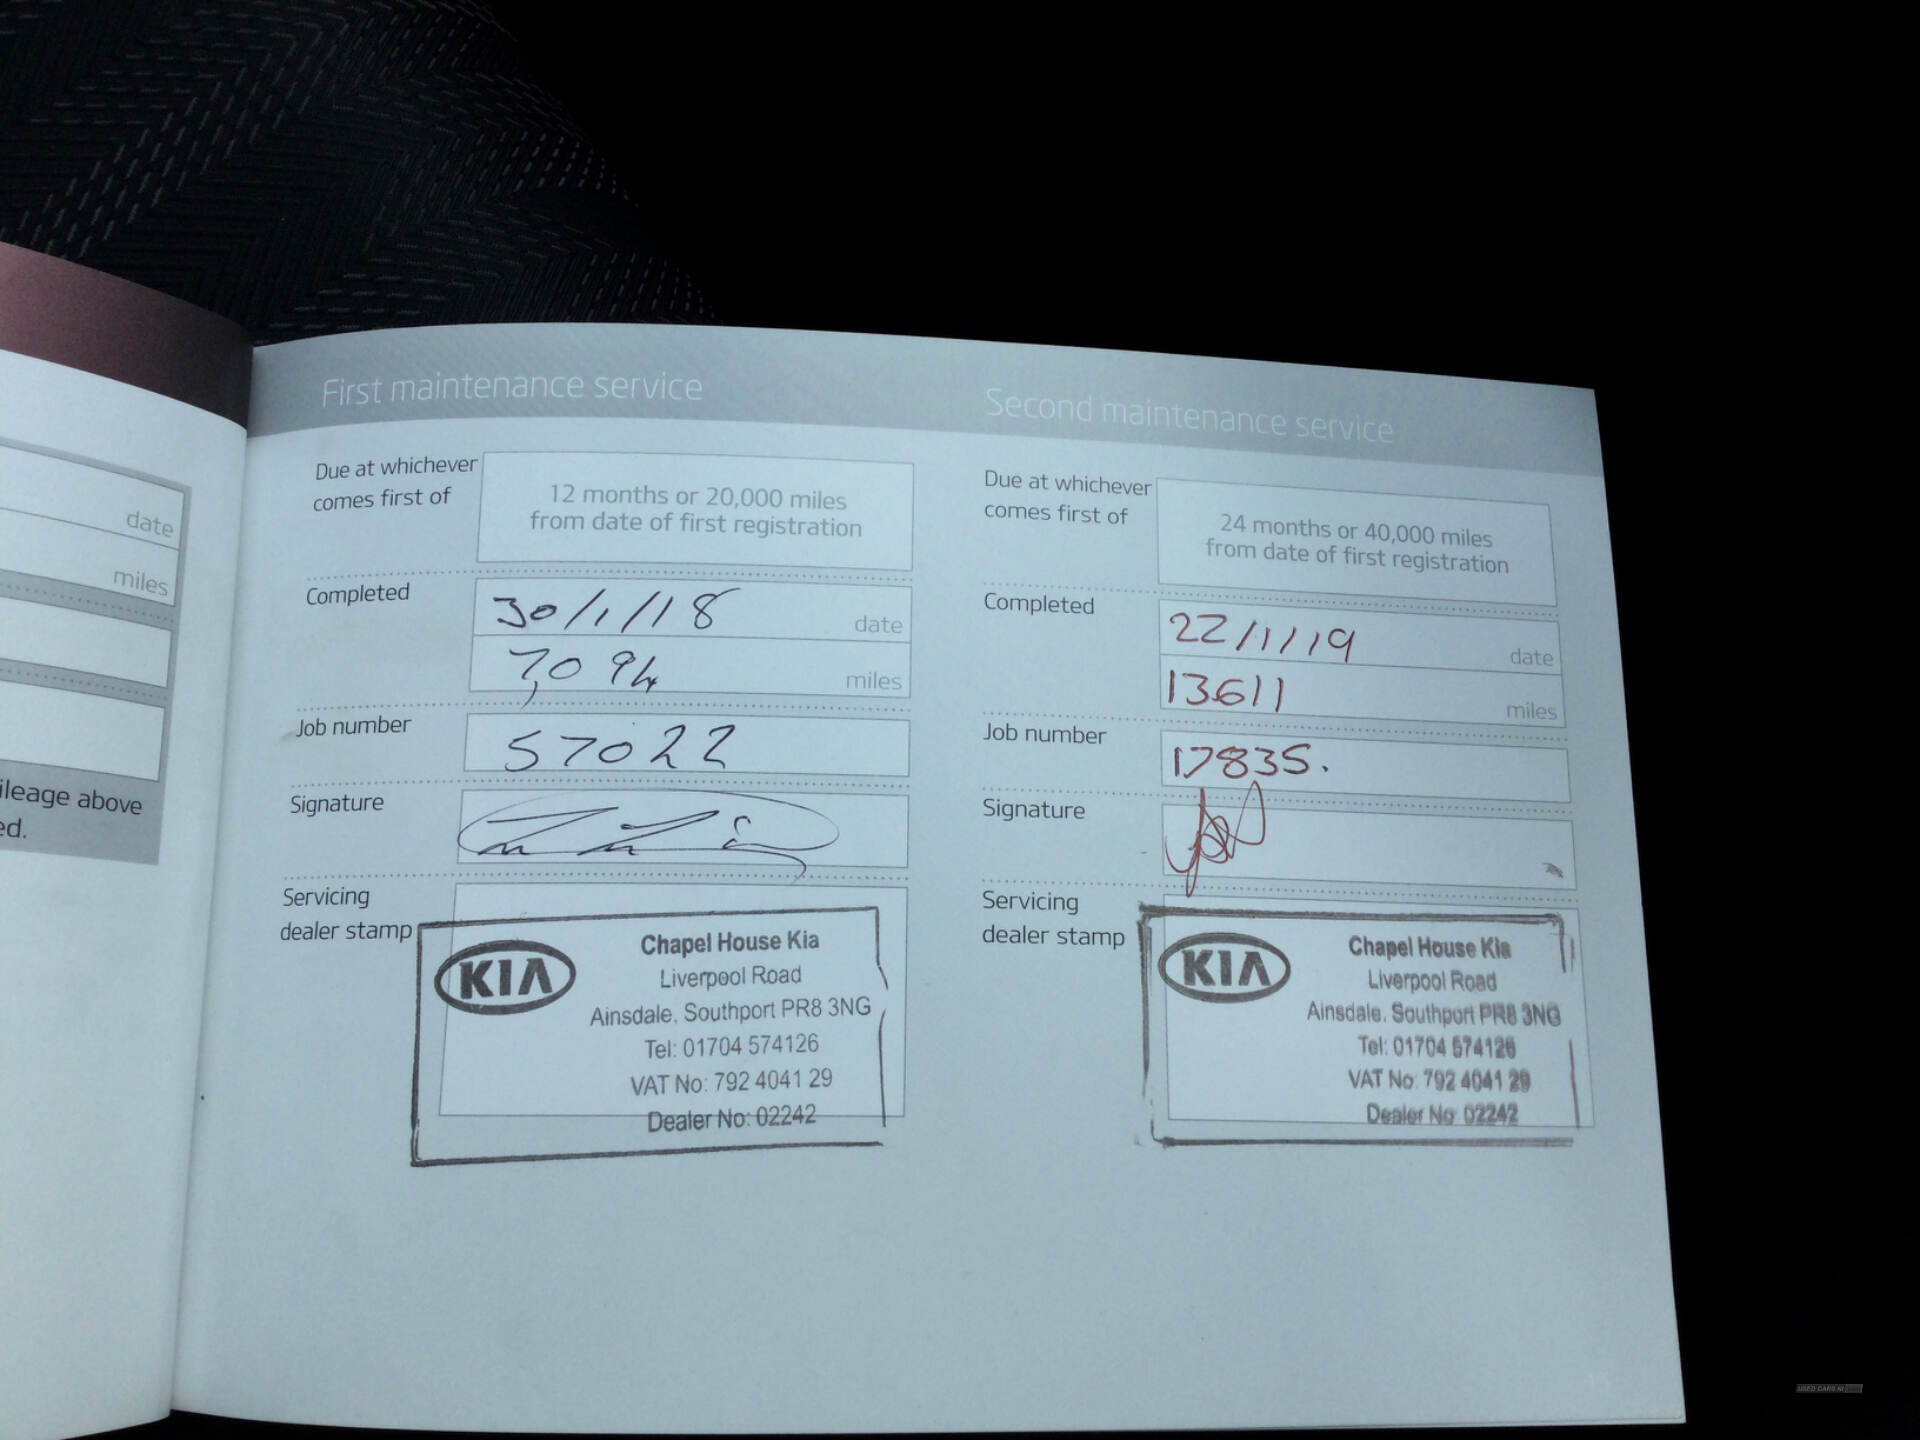 date
miles
ileage above
ed.
First maintenance service
Due at whichever
comes first of
12 months or 20,000 miles
from date of first registration
Completed
30/1/18
date
7,094
miles
Job number
57022
Signature
Servicing
dealer stamp
KIA
Chapel House Kia
Liverpool Road
Ainsdale, Southport PR8 3NG
Tel: 01704 574126
VAT No: 792 4041 29
Dealer No: 02242
Second maintenance service
Due at whichever
comes first of
24 months or 40,000 miles
from date of first registration
Completed
22/1/19
date
13611
miles
Job number
17835.
Signature
Servicing
dealer stamp
KIA
Chapel House Kia
Liverpool Road
Ainsdale, Southport PR8 3NG
Tel: 01704 574126
VAT No: 792 4041 29
Dealer No: 02242
USED CARS NI